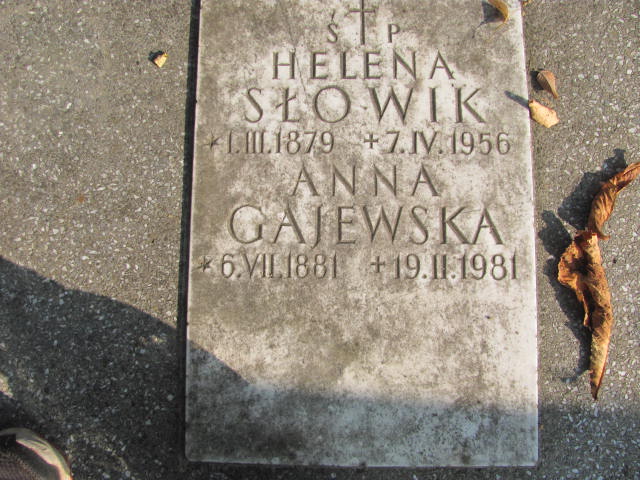 Ś P
HELENA
SŁOWIK
*1.III.1879 +7.IV.1956
ANNA
GAJEWSKA
*6.VII.1881 +19.II.1981